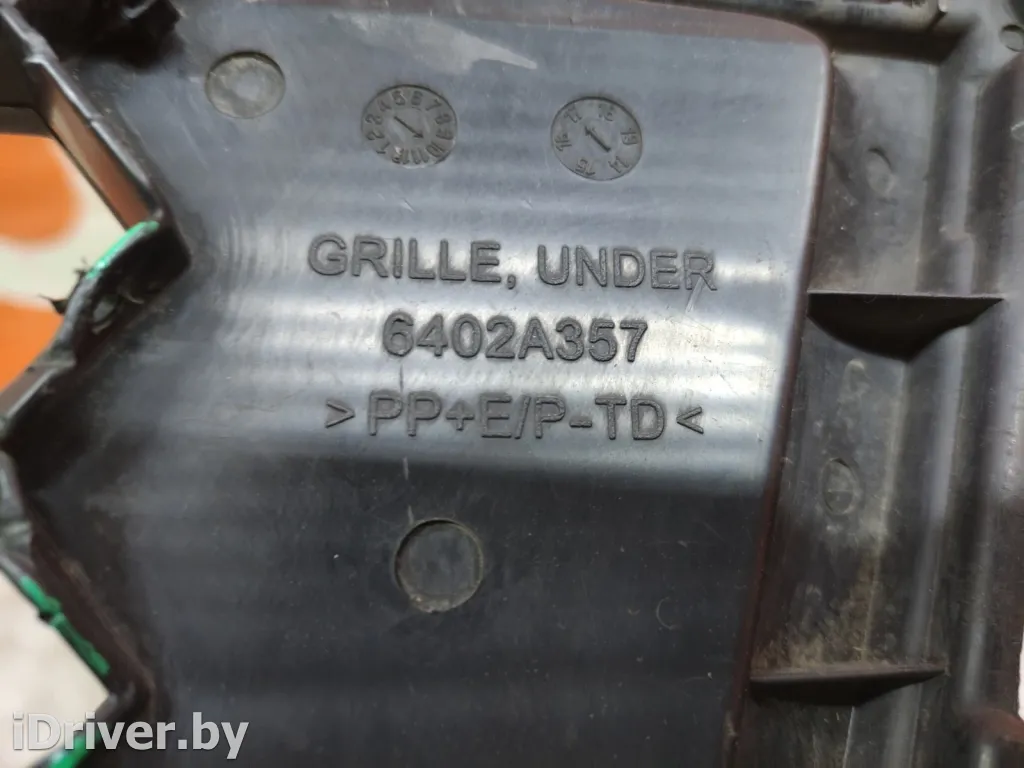 GRILLE, UNDER
6402A357
>PP+E/P-TD<
iDriver.by